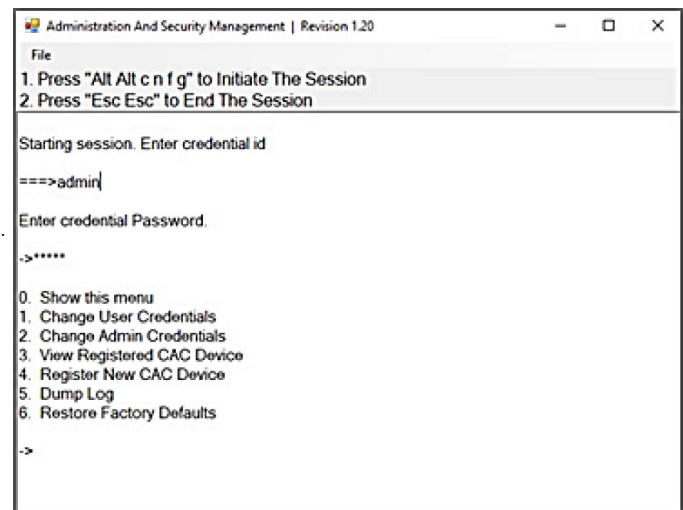 Administration And Security Management | Revision 1.20
File
1. Press "Alt Alt c n f g" to Initiate The Session
2. Press "Esc Esc" to End The Session
Starting session. Enter credential id
===>admin
Enter credential Password.
->*****
0. Show this menu
1. Change User Credentials
2. Change Admin Credentials
3. View Registered CAC Device
4. Register New CAC Device
5. Dump Log
6. Restore Factory Defaults
->